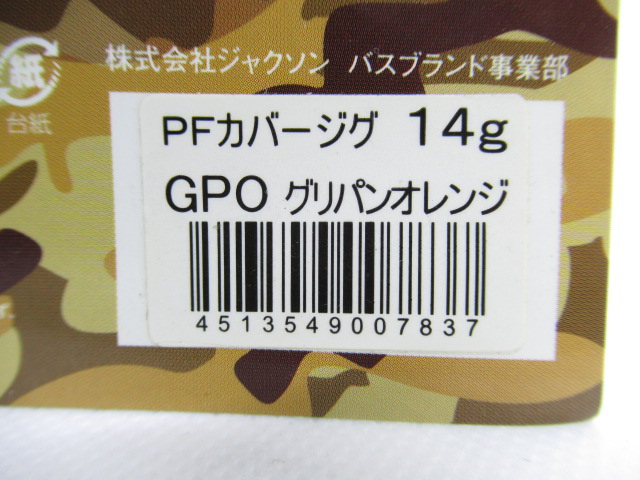 株式会社ジャクソン バスブランド事業部
紙
台紙
PFカバージグ 14g
GPO グリパンオレンジ
4513549007837
r.